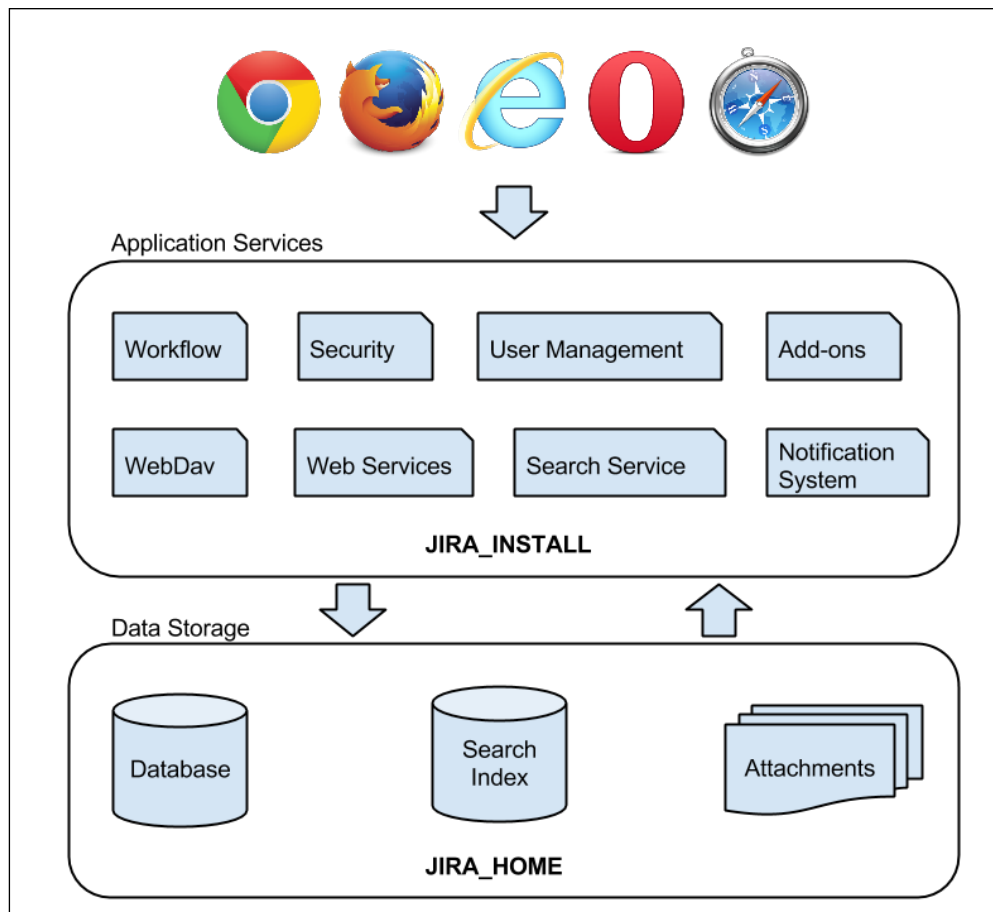 Application Services
Workflow
Security
User Management
Add-ons
WebDav
Web Services
Search Service
Notification
System
JIRA_INSTALL
Data Storage
Database
Search
Index
Attachments
JIRA_HOME